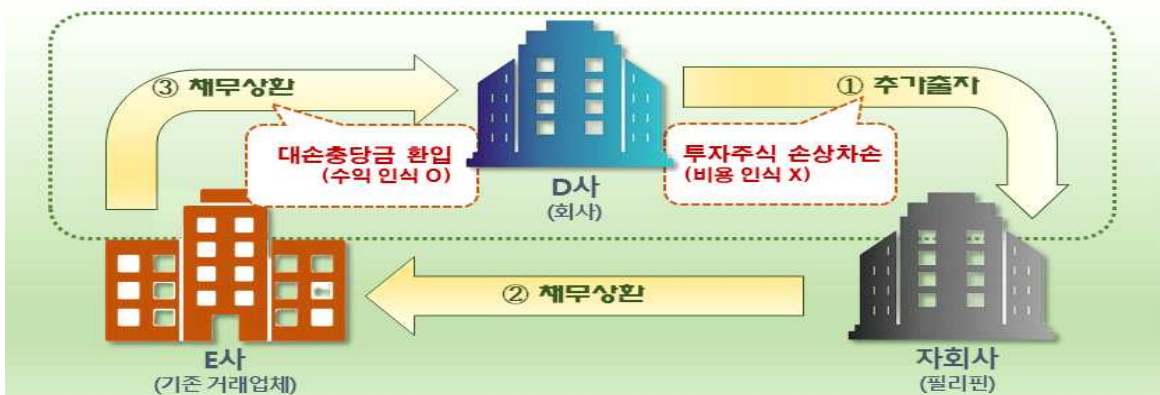 ③ 채무상환
① 추가출자
대손충당금 환입
(수익 인식 O)
투자주식 손상차손
(비용 인식 X)
D사
(회사)
② 채무상환
E사
(기존 거래업체)
자회사
(필리핀)